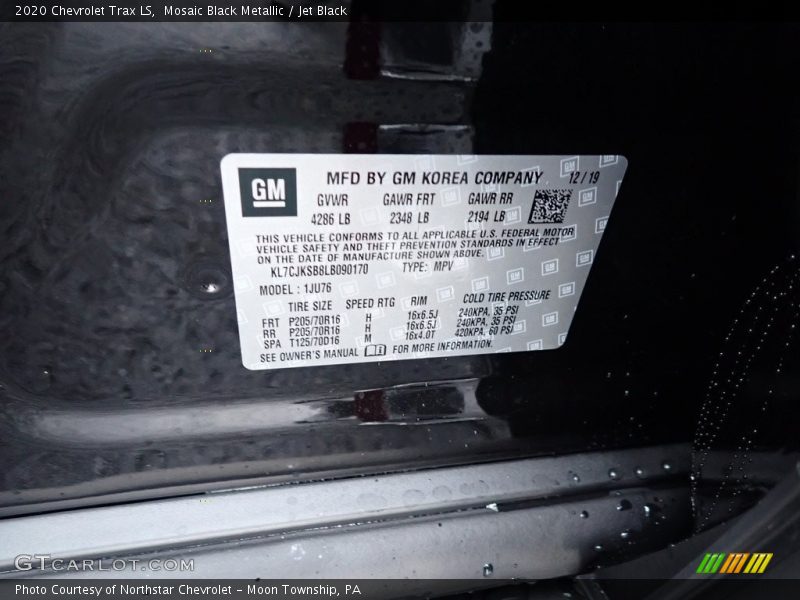 2020 Chevrolet Trax LS, Mosaic Black Metallic / Jet Black
GM
MFD BY GM KOREA COMPANY 12/19
GVWR GAWR FRT GAWR RR
4286 LB 2348 LB 2194 LB
THIS VEHICLE CONFORMS TO ALL APPLICABLE U.S. FEDERAL MOTOR
VEHICLE SAFETY AND THEFT PREVENTION STANDARDS IN EFFECT
ON THE DATE OF MANUFACTURE SHOWN ABOVE.
KL7CJKSB8LB090170 TYPE: MPV
MODEL: 1JU76
TIRE SIZE SPEED RTG RIM COLD TIRE PRESSURE
FRT P205/70R16 H 16x6.5J 240KPA, 35 PSI
RR P205/70R16 H 16x6.5J 240KPA, 35 PSI
SPA T125/70D16 M 16x4.0T 420KPA, 60 PSI
SEE OWNER'S MANUAL FOR MORE INFORMATION.
GTCARLOT.COM
Photo Courtesy of Northstar Chevrolet - Moon Township, PA